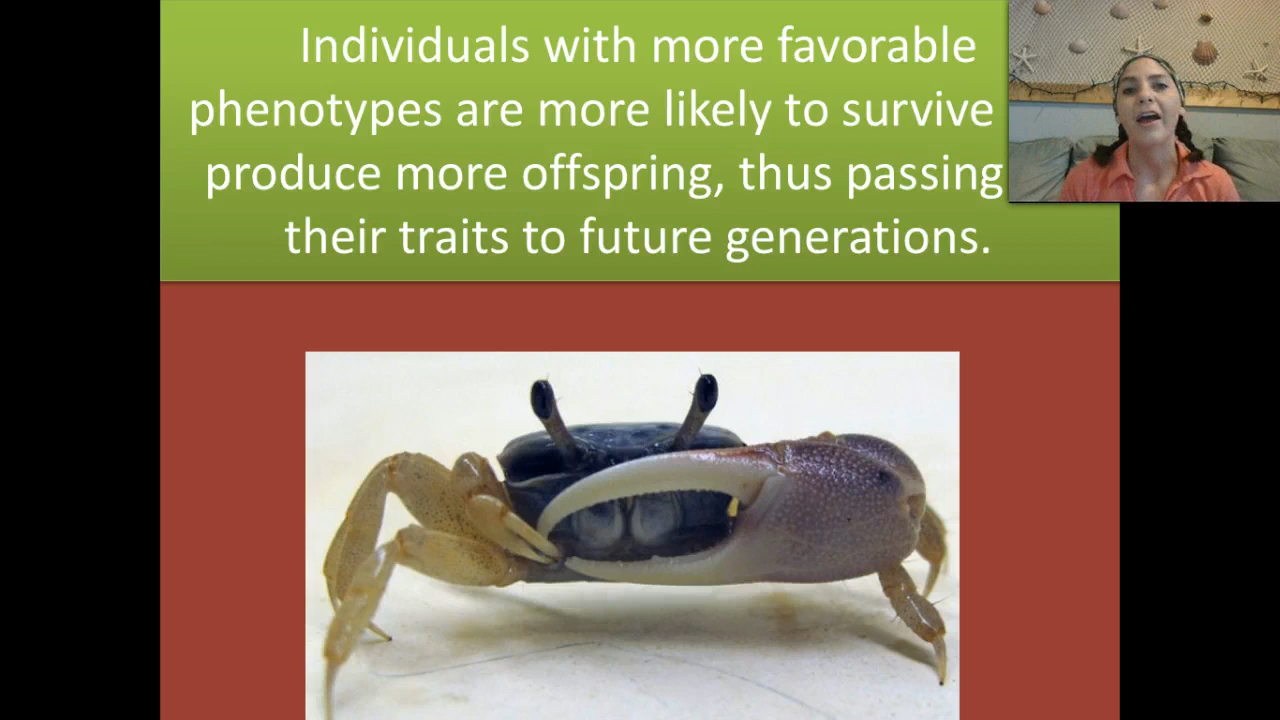 Individuals with more favorable
phenotypes are more likely to survive
produce more offspring, thus passing
their traits to future generations.